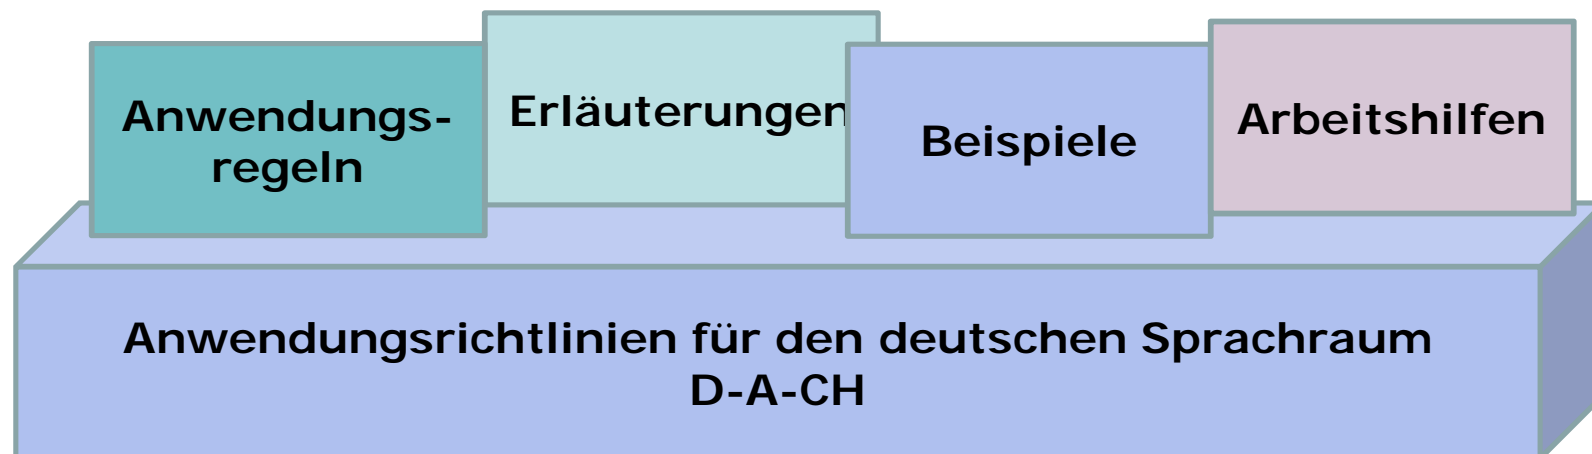 Anwendungs-
regeln
Erläuterungen
Beispiele
Arbeitshilfen
Anwendungsrichtlinien für den deutschen Sprachraum
D-A-CH